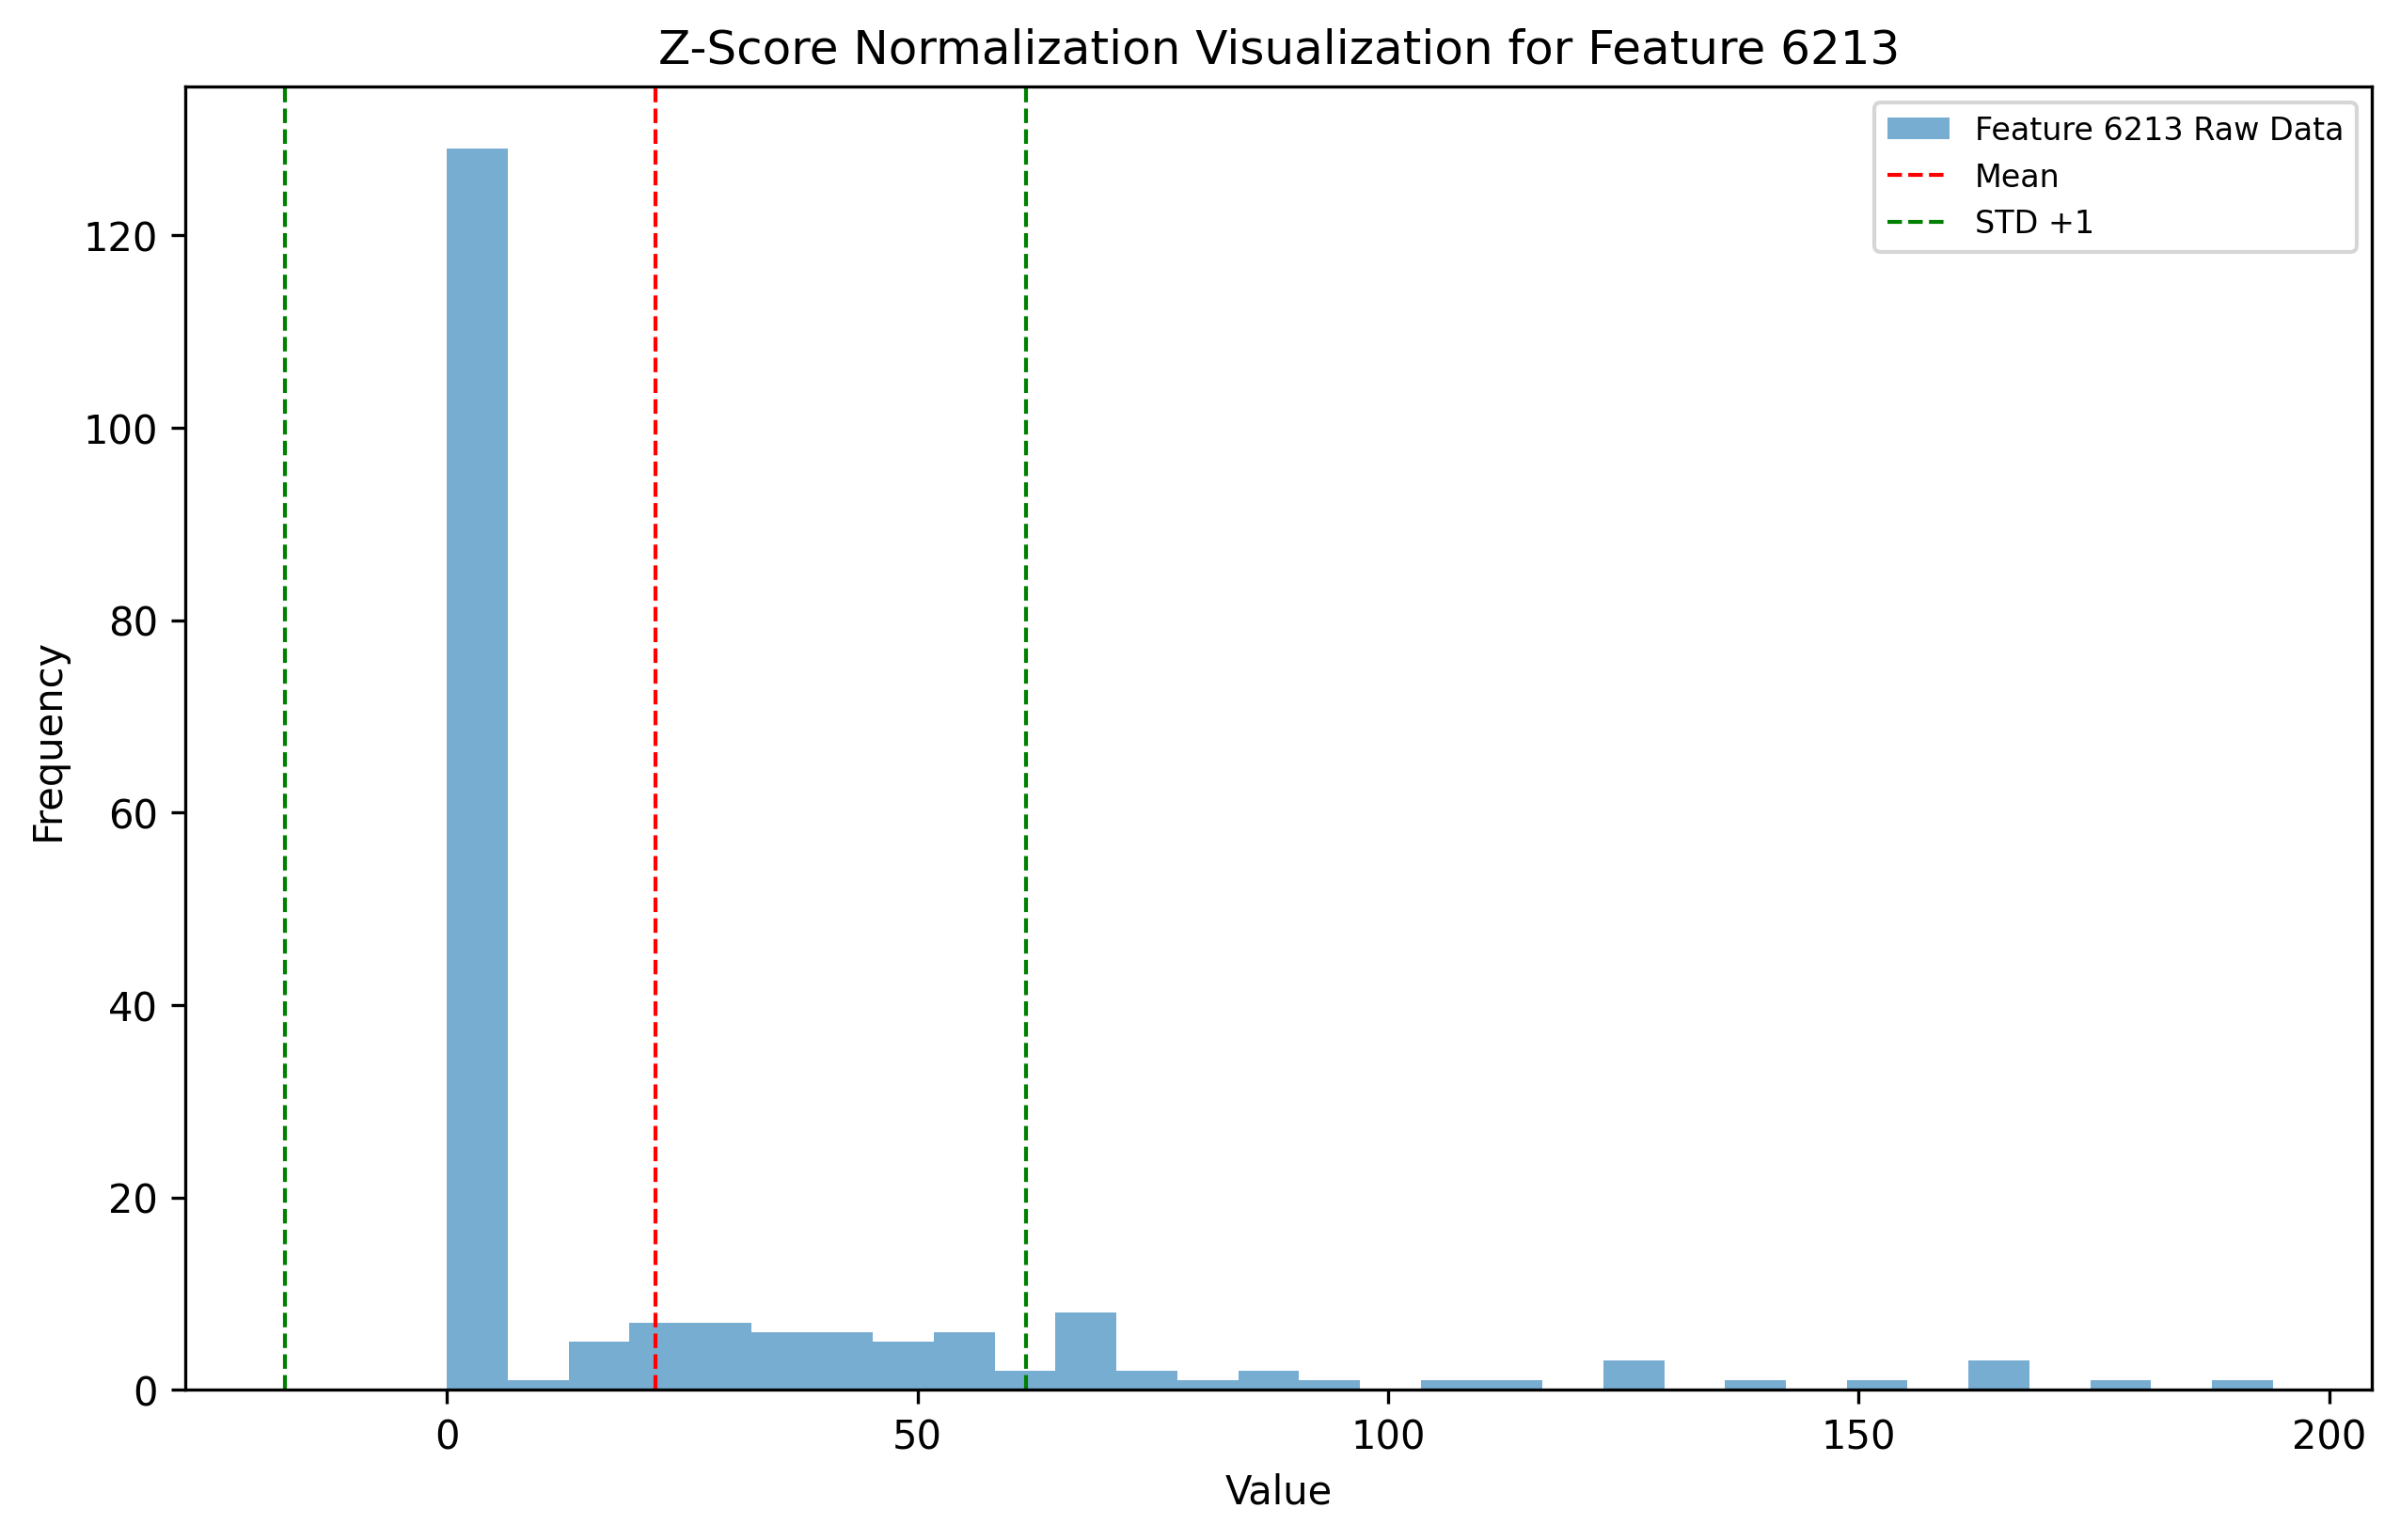 Z-Score Normalization Visualization for Feature 6213
Feature 6213 Raw Data
Mean
STD +1
Frequency
120
100
80
60
40
20
0
0 50 100 150 200
Value